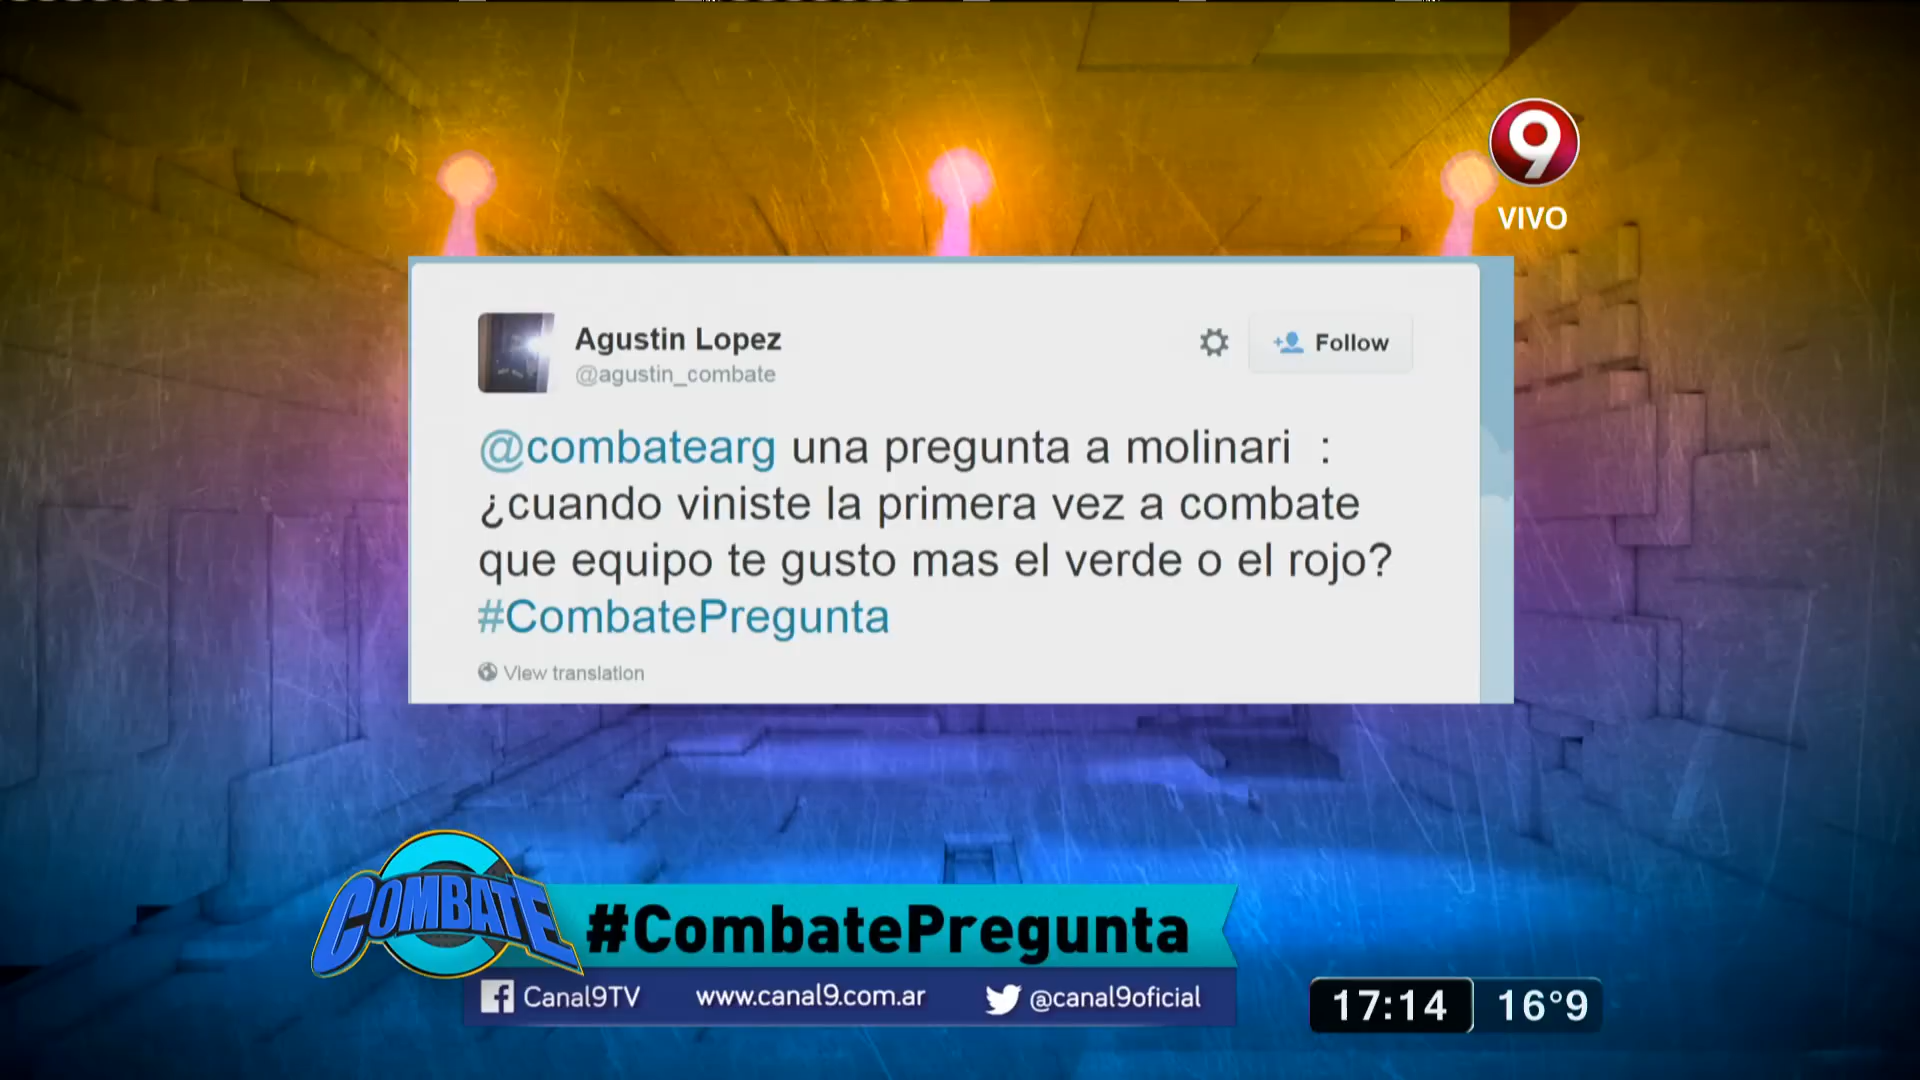 9
VIVO
Agustin Lopez
@agustin_combate
Follow
@combatearg una pregunta a molinari :
¿cuando viniste la primera vez a combate
que equipo te gusto mas el verde o el rojo?
#CombatePregunta
View translation
COMBATE
#CombatePregunta
Canal9TV
www.canal9.com.ar
@canal9oficial
17:14
16°9